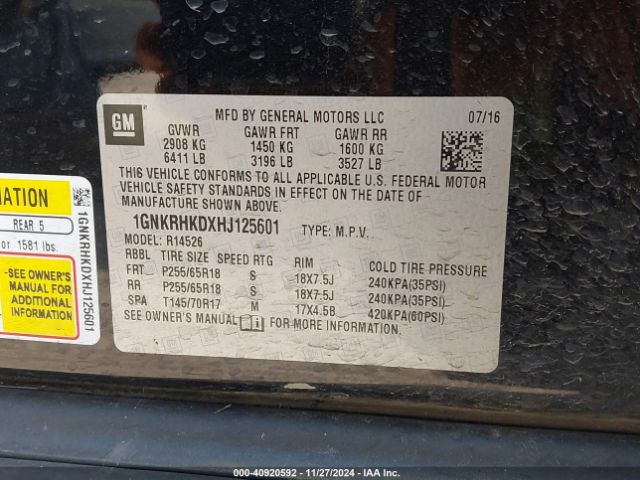 GM
MFD BY GENERAL MOTORS LLC 07/16
GVWR GAWR FRT GAWR RR
2908 KG 1450 KG 1600 KG
6411 LB 3196 LB 3527 LB
THIS VEHICLE CONFORMS TO ALL APPLICABLE U.S. FEDERAL MOTOR
VEHICLE SAFETY STANDARDS IN EFFECT ON THE DATE OF
MANUFACTURE SHOWN ABOVE.
1GNKRHKDXHJ125601 TYPE: M.P.V.
MODEL: R14526
RBBL TIRE SIZE SPEED RTG RIM COLD TIRE PRESSURE
FRT P255/65R18 S 18X7.5J 240KPA(35PSI)
RR P255/65R18 S 18X7.5J 240KPA(35PSI)
SPA T145/70R17 M 17X4.5B 420KPA(60PSI)
SEE OWNER'S MANUAL FOR MORE INFORMATION.
MATION
REAR 5
or 1581 lbs.
SEE OWNER'S
MANUAL FOR
ADDITIONAL
INFORMATION
1GNKRHKDXHJ125601
000-40920592 - 11/27/2024 - IAAI.COM